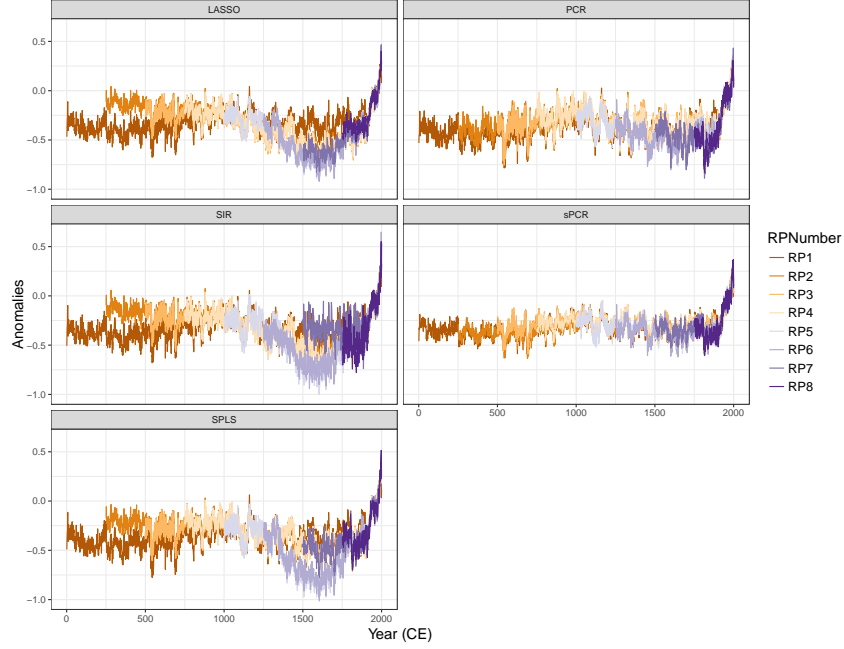 LASSO
PCR
0.5
0.0
−0.5
−1.0
SIR
sPCR
0.5
0.0
−0.5
−1.0
0 500 1000 1500 2000
SPLS
0.5
0.0
−0.5
−1.0
0 500 1000 1500 2000
Anomalies
Year (CE)
RPNumber
RP1
RP2
RP3
RP4
RP5
RP6
RP7
RP8